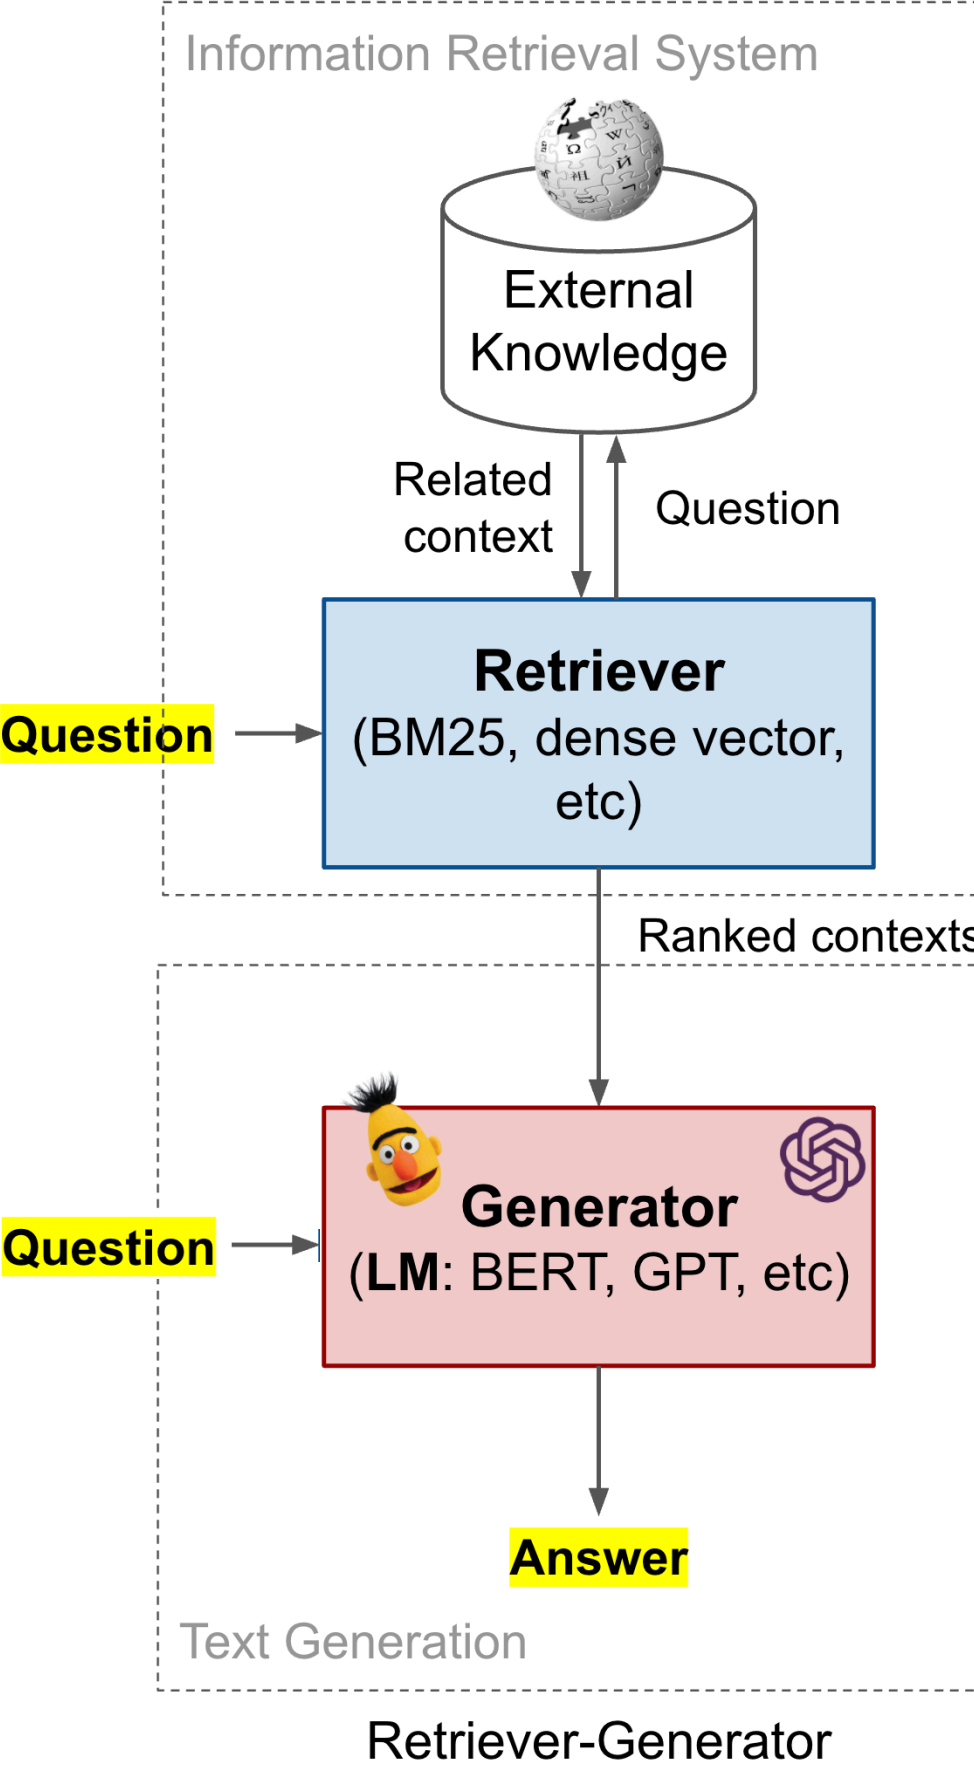 Information Retrieval System
External
Knowledge
Related
context
Question
Retriever
(BM25, dense vector,
etc)
Question
Ranked contexts
Generator
(LM: BERT, GPT, etc)
Question
Answer
Text Generation
Retriever-Generator